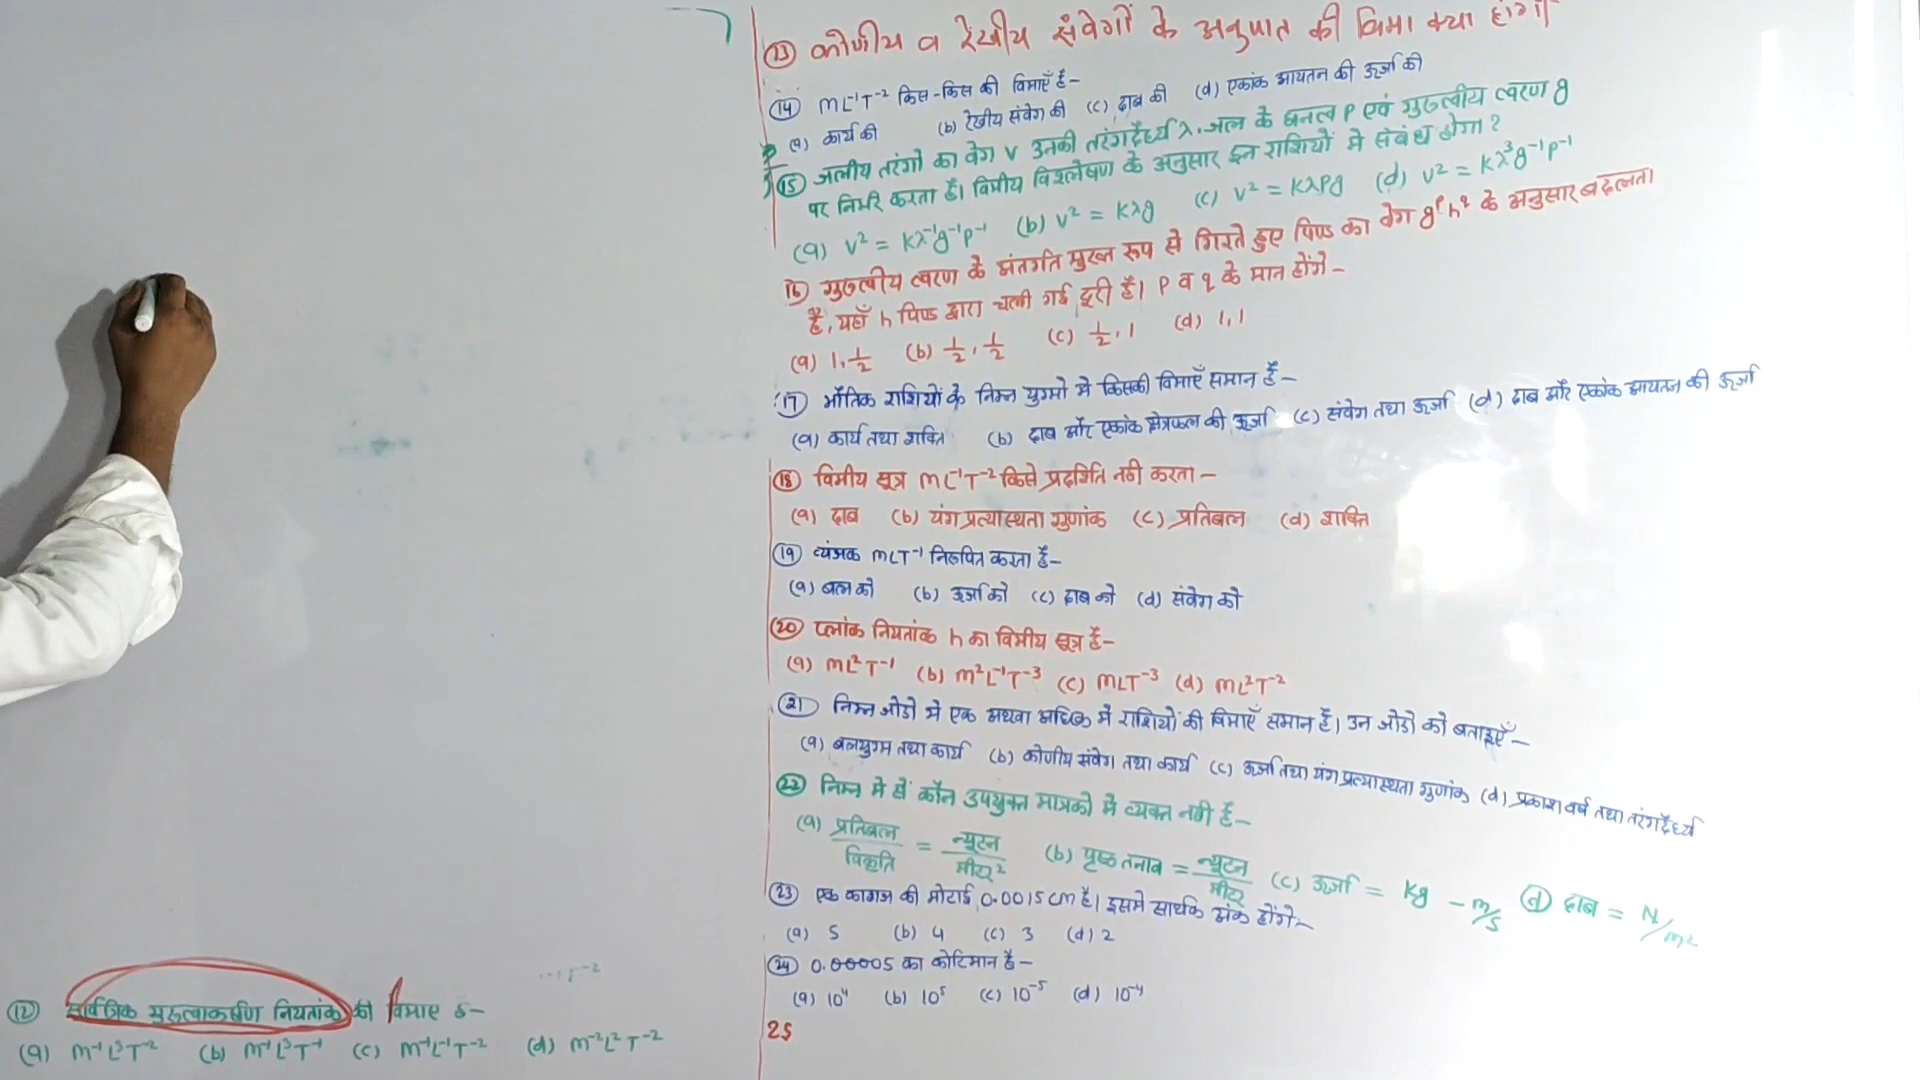 (12) सार्वत्रिक गुरुत्वाकर्षण नियतांक की विमाएं हैं-
(a) M⁻¹L³T⁻² (b) M⁻¹L³T⁻¹ (c) M⁻¹L⁻¹T⁻² (d) M⁻²L²T⁻²
(13) कोणीय व रेखीय संवेगों के अनुपात की विमा क्या होगी
(14) ML⁻¹T⁻² किस-किस की विमाएँ है-
(a) कार्य की (b) रेखीय संवेग की (c) दाब की (d) एकांक आयतन की ऊर्जा की
(15) जलीय तरंगो का वेग V उनकी तरंगदैर्ध्य λ, जल के घनत्व P एवं गुरुत्वीय त्वरण g
पर निर्भर करता है। विमीय विश्लेषण के अनुसार इन राशियों में संबंध होगा?
(a) V² = Kλ⁻¹g⁻¹p⁻¹ (b) V² = Kλg (c) V² = KλPg (d) V² = Kλ³g⁻¹p⁻¹
(16) गुरुत्वीय त्वरण के अंतर्गत मुक्त रूप से गिरते हुए पिण्ड का वेग gᵖhᑫ के अनुसार बदलता
है, यहाँ h पिण्ड द्वारा चली गई दूरी है। P व q के मान होंगे-
(a) 1, 1/2 (b) 1/2, 1/2 (c) 1/2, 1 (d) 1, 1
(17) भौतिक राशियों के निम्न युग्मो मे किसकी विमाएँ समान हैं-
(a) कार्य तथा शक्ति (b) दाब और एकांक क्षेत्रफल की ऊर्जा (c) संवेग तथा ऊर्जा (d) दाब और एकांक आयतन की ऊर्जा
(18) विमीय सूत्र ML⁻¹T⁻² किसे प्रदर्शित नही करता-
(a) दाब (b) यंग प्रत्यास्थता गुणांक (c) प्रतिबल (d) शक्ति
(19) व्यंजक MLT⁻¹ निरूपित करता है-
(a) बल को (b) ऊर्जा को (c) दाब को (d) संवेग को
(20) प्लांक नियतांक h का विमीय सूत्र है-
(a) ML²T⁻¹ (b) M²L⁻¹T⁻³ (c) MLT⁻³ (d) ML²T⁻²
(21) निम्न जोडो मे एक अथवा अधिक मे राशियों की विमाएँ समान हैं। उन जोडो को बताइएँ-
(a) बलयुग्म तथा कार्य (b) कोणीय संवेग तथा कार्य (c) ऊर्जा तथा यंग प्रत्यास्थता गुणांक (d) प्रकाश वर्ष तथा तरंगदैर्ध्य
(22) निम्न मे से कौन उपयुक्त मात्रको मे व्यक्त नही है-
(a) प्रतिबल/विकृति = न्यूटन/मीटर² (b) पृष्ठ तनाव = न्यूटन/मीटर (c) ऊर्जा = Kg - m/s (d) दाब = N/m²
(23) एक कागज की मोटाई 0.0015 cm है। इसमे सार्थक अंक होंगे-
(a) 5 (b) 4 (c) 3 (d) 2
(24) 0.00005 का कोटिमान है-
(a) 10⁴ (b) 10⁵ (c) 10⁻⁵ (d) 10⁻⁴
25